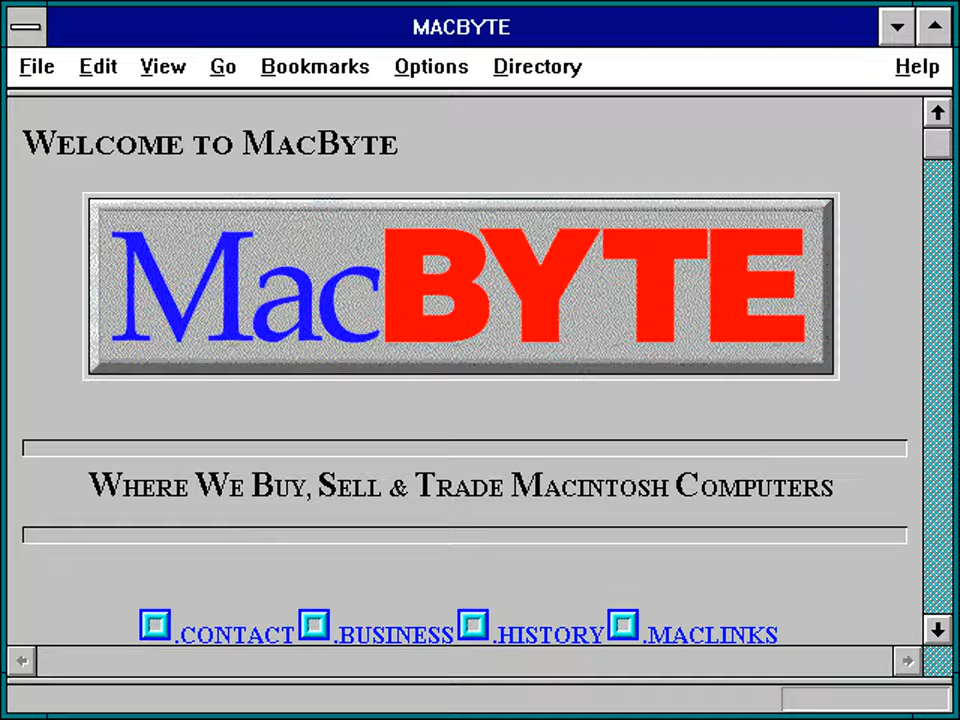 MACBYTE
File Edit View Go Bookmarks Options Directory Help
WELCOME TO MACBYTE
MacBYTE
WHERE WE BUY, SELL & TRADE MACINTOSH COMPUTERS
.CONTACT .BUSINESS .HISTORY .MACLINKS